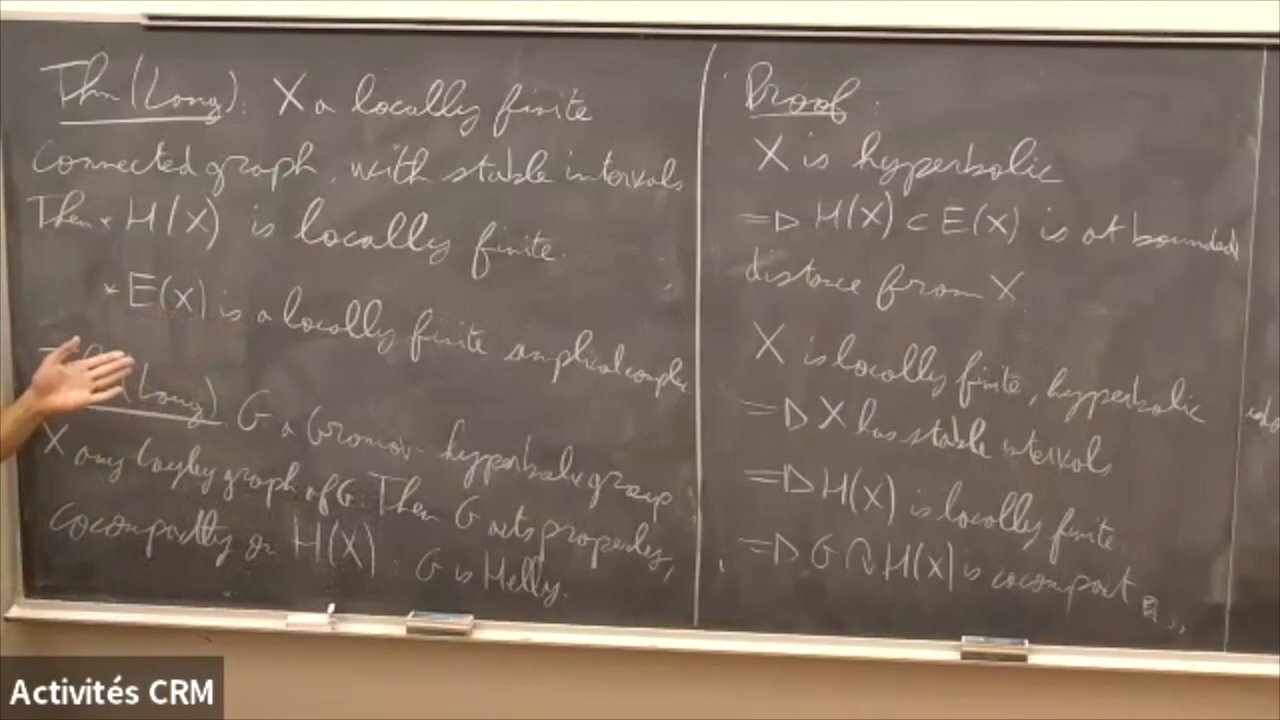 Thm (Lang): X a locally finite
connected graph, with stable intervals
Then * H(X) is locally finite.
* E(X) is a locally finite simplicial complex
(Lang). G a Gromov-hyperbolic group
X any Cayley graph of G. Then G acts properly,
cocompactly on H(X): G is Helly.
Proof:
X is hyperbolic
=> H(X) ⊂ E(X) is at bounded
distance from X
X is locally finite, hyperbolic
=> X has stable intervals
=> H(X) is locally finite.
=> G ↷ H(X) is cocompact
Activités CRM